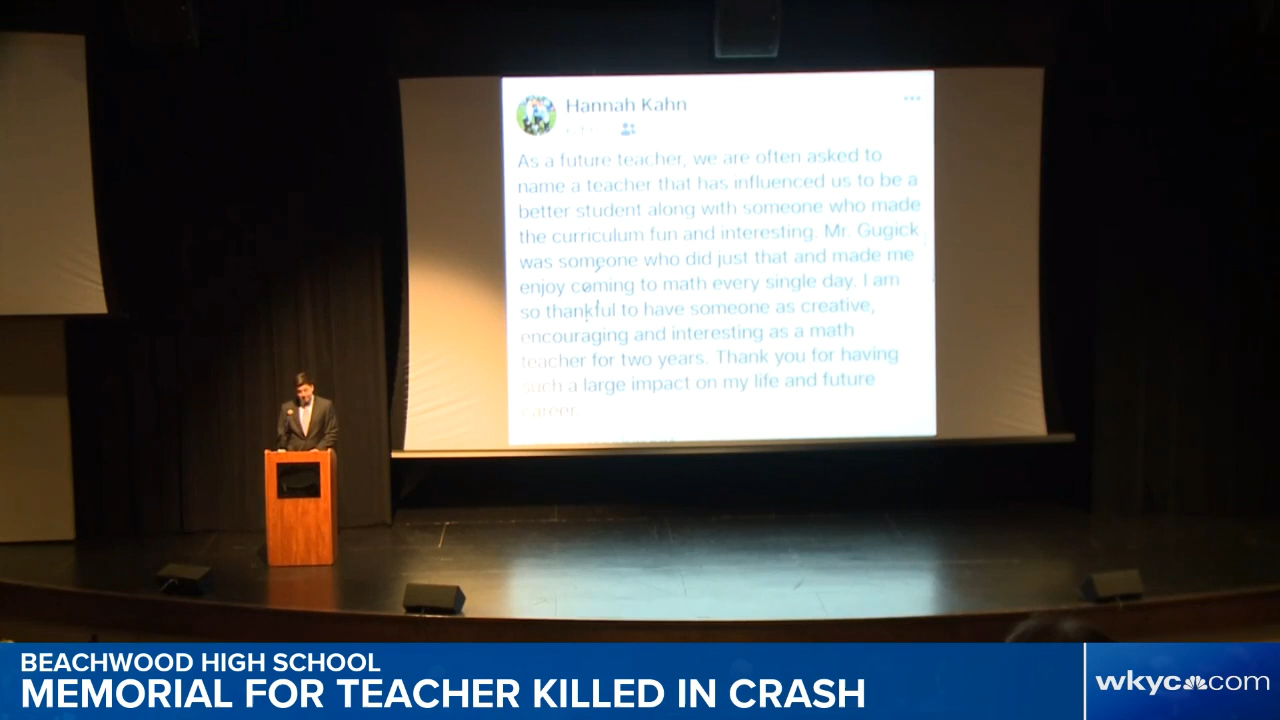 Hannah Kahn
As a future teacher, we are often asked to
name a teacher that has influenced us to be a
better student along with someone who made
the curriculum fun and interesting. Mr. Gugick
was someone who did just that and made me
enjoy coming to math every single day. I am
so thankful to have someone as creative,
encouraging and interesting as a math
teacher for two years. Thank you for having
such a large impact on my life and future
career.
BEACHWOOD HIGH SCHOOL
MEMORIAL FOR TEACHER KILLED IN CRASH
wkyc.com